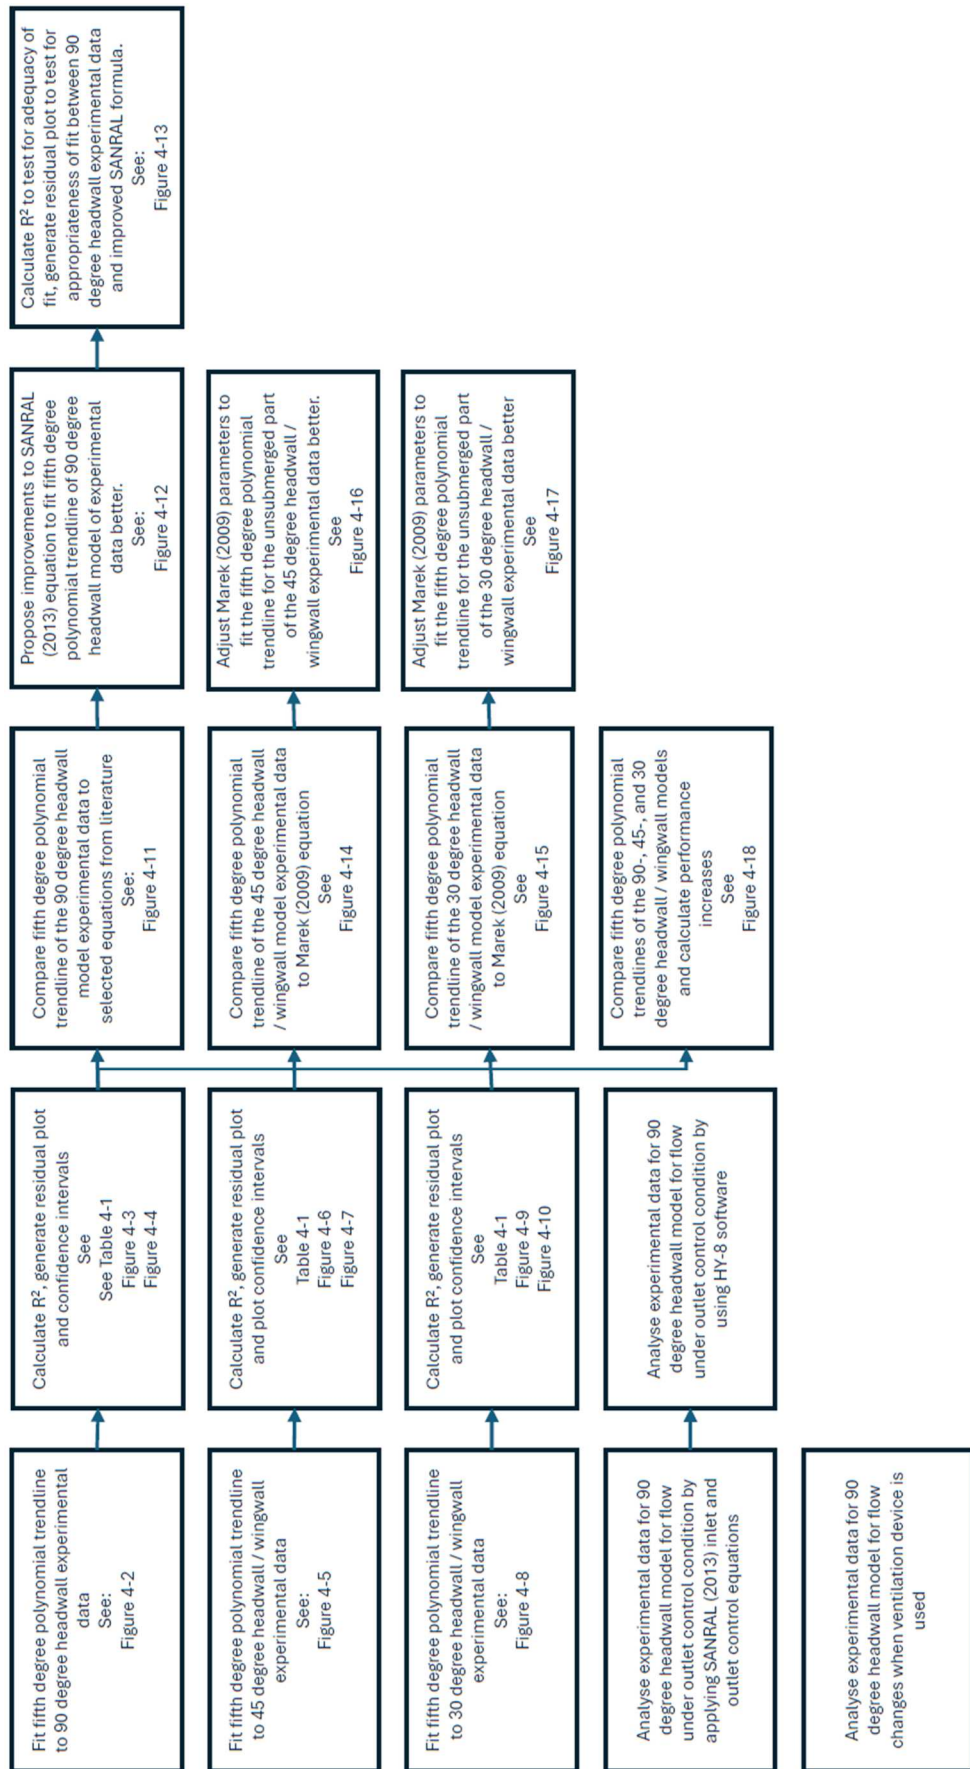 Fit fifth degree polynomial trendline
to 90 degree headwall experimental
data
See:
Figure 4-2
Calculate R², generate residual plot
and confidence intervals
See
See Table 4-1
Figure 4-3
Figure 4-4
Compare fifth degree polynomial
trendline of the 90 degree headwall
model experimental data to
selected equations from literature
See:
Figure 4-11
Propose improvements to SANRAL
(2013) equation to fit fifth degree
polynomial trendline of 90 degree
headwall model of experimental
data better.
See:
Figure 4-12
Calculate R² to test for adequacy of
fit, generate residual plot to test for
appropriateness of fit between 90
degree headwall experimental data
and improved SANRAL formula.
See:
Figure 4-13
Fit fifth degree polynomial trendline
to 45 degree headwall / wingwall
experimental data
See:
Figure 4-5
Calculate R², generate residual plot
and plot confidence intervals
See
Table 4-1
Figure 4-6
Figure 4-7
Compare fifth degree polynomial
trendline of the 45 degree headwall
/ wingwall model experimental data
to Marek (2009) equation
See
Figure 4-14
Adjust Marek (2009) parameters to
fit the fifth degree polynomial
trendline for the unsubmerged part
of the 45 degree headwall /
wingwall experimental data better.
See
Figure 4-16
Fit fifth degree polynomial trendline
to 30 degree headwall / wingwall
experimental data
See:
Figure 4-8
Calculate R², generate residual plot
and plot confidence intervals
See
Table 4-1
Figure 4-9
Figure 4-10
Compare fifth degree polynomial
trendline of the 30 degree headwall
/ wingwall model experimental data
to Marek (2009) equation
See
Figure 4-15
Adjust Marek (2009) parameters to
fit the fifth degree polynomial
trendline for the unsubmerged part
of the 30 degree headwall /
wingwall experimental data better
See
Figure 4-17
Analyse experimental data for 90
degree headwall model for flow
under outlet control condition by
applying SANRAL (2013) inlet and
outlet control equations
Analyse experimental data for 90
degree headwall model for flow
under outlet control condition by
using HY-8 software
Compare fifth degree polynomial
trendlines of the 90-, 45-, and 30
degree headwall / wingwall models
and calculate performance
increases
See
Figure 4-18
Analyse experimental data for 90
degree headwall model for flow
changes when ventilation device is
used